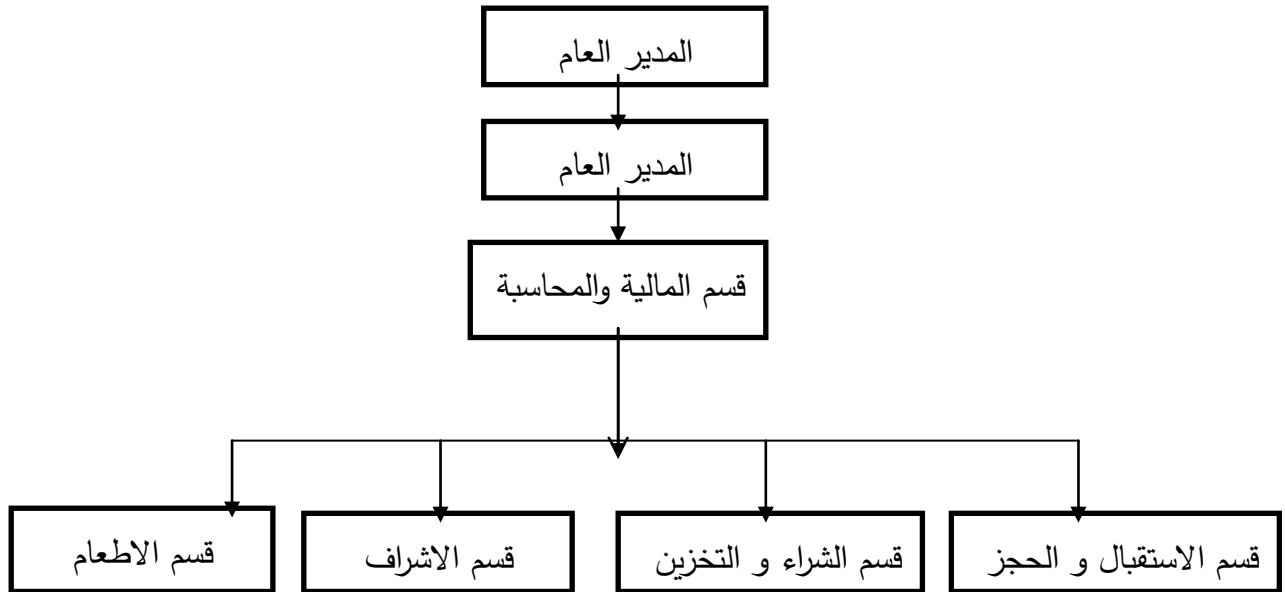 المدير العام
المدير العام
قسم المالية والمحاسبة
قسم الاستقبال و الحجز
قسم الشراء و التخزين
قسم الاشراف
قسم الاطعام